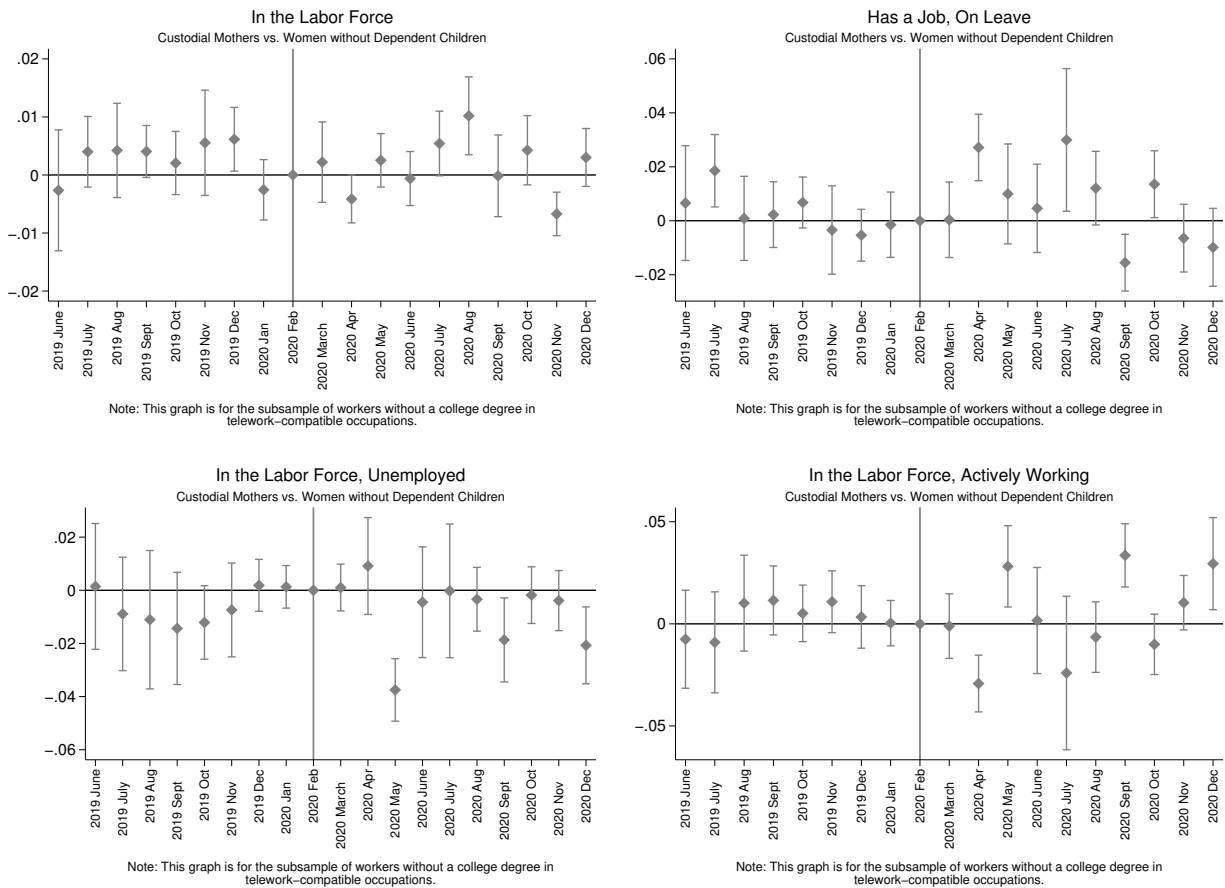 In the Labor Force
Custodial Mothers vs. Women without Dependent Children
.02
.01
0
−.01
−.02
2019 June
2019 July
2019 Aug
2019 Sept
2019 Oct
2019 Nov
2019 Dec
2020 Jan
2020 Feb
2020 March
2020 Apr
2020 May
2020 June
2020 July
2020 Aug
2020 Sept
2020 Oct
2020 Nov
2020 Dec
Note: This graph is for the subsample of workers without a college degree in
telework−compatible occupations.
Has a Job, On Leave
Custodial Mothers vs. Women without Dependent Children
.06
.04
.02
0
−.02
2019 June
2019 July
2019 Aug
2019 Sept
2019 Oct
2019 Nov
2019 Dec
2020 Jan
2020 Feb
2020 March
2020 Apr
2020 May
2020 June
2020 July
2020 Aug
2020 Sept
2020 Oct
2020 Nov
2020 Dec
Note: This graph is for the subsample of workers without a college degree in
telework−compatible occupations.
In the Labor Force, Unemployed
Custodial Mothers vs. Women without Dependent Children
.02
0
−.02
−.04
−.06
2019 June
2019 July
2019 Aug
2019 Sept
2019 Oct
2019 Nov
2019 Dec
2020 Jan
2020 Feb
2020 March
2020 Apr
2020 May
2020 June
2020 July
2020 Aug
2020 Sept
2020 Oct
2020 Nov
2020 Dec
Note: This graph is for the subsample of workers without a college degree in
telework−compatible occupations.
In the Labor Force, Actively Working
Custodial Mothers vs. Women without Dependent Children
.05
0
−.05
2019 June
2019 July
2019 Aug
2019 Sept
2019 Oct
2019 Nov
2019 Dec
2020 Jan
2020 Feb
2020 March
2020 Apr
2020 May
2020 June
2020 July
2020 Aug
2020 Sept
2020 Oct
2020 Nov
2020 Dec
Note: This graph is for the subsample of workers without a college degree in
telework−compatible occupations.